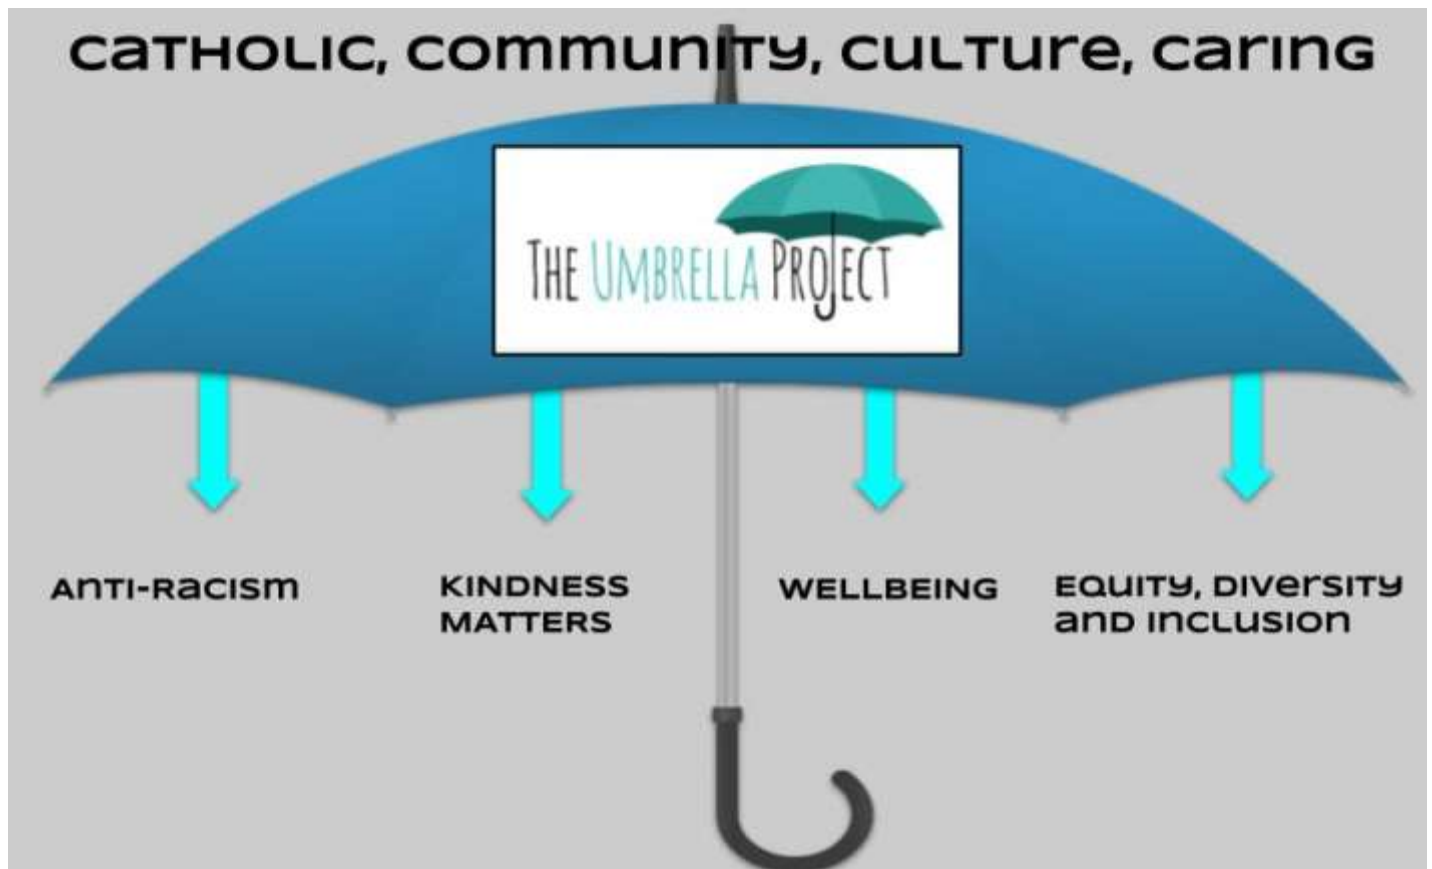 CATHOLIC, COMMUNITY, CULTURE, CARING
THE UMBRELLA PROJECT
ANTI-RACISM
KINDNESS
MATTERS
WELLBEING
EQUITY, DIVERSITY
AND INCLUSION